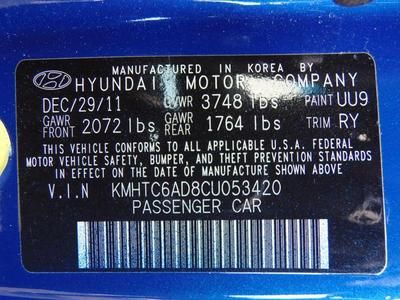 MANUFACTURED IN KOREA BY
HYUNDAI MOTOR COMPANY
DEC/29/11 GVWR 3748 lbs PAINT UU9
GAWR FRONT 2072 lbs GAWR REAR 1764 lbs TRIM RY
THIS VEHICLE CONFORMS TO ALL APPLICABLE U.S.A. FEDERAL
MOTOR VEHICLE SAFETY, BUMPER, AND THEFT PREVENTION STANDARDS
IN EFFECT ON THE DATE OF MANUFACTURE SHOWN ABOVE.
V.I.N KMHTC6AD8CU053420
PASSENGER CAR